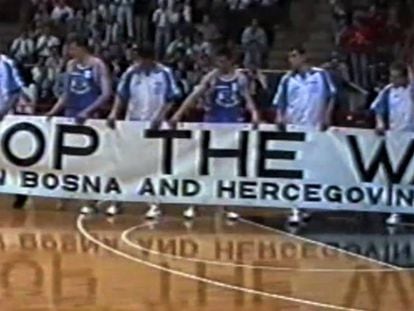 OP THE W
N BOSNA AND HERCEGOVIN